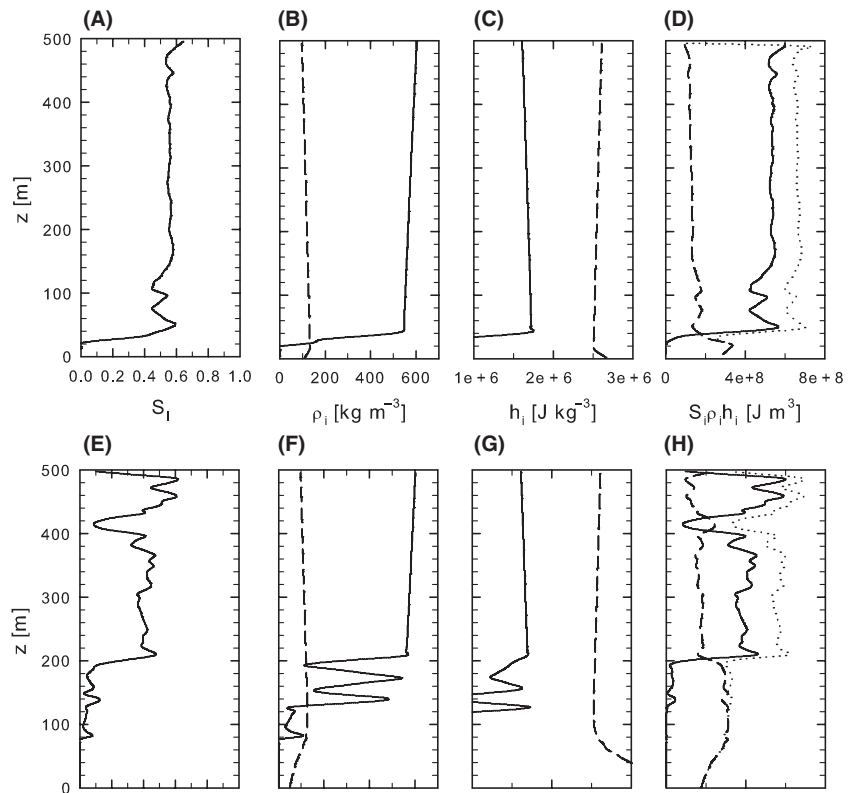 (A) (B) (C) (D)
500
400
300
200
100
0
z [m]
0.0 0.2 0.4 0.6 0.8 1.0
0 200 400 600
1e + 6 2e + 6 3e + 6
0 4e+8 8e+8
S_l
ρ_i [kg m⁻³]
h_i [J kg⁻³]
S_iρ_ih_i [J m³]
(E) (F) (G) (H)
500
400
300
200
100
0
z [m]